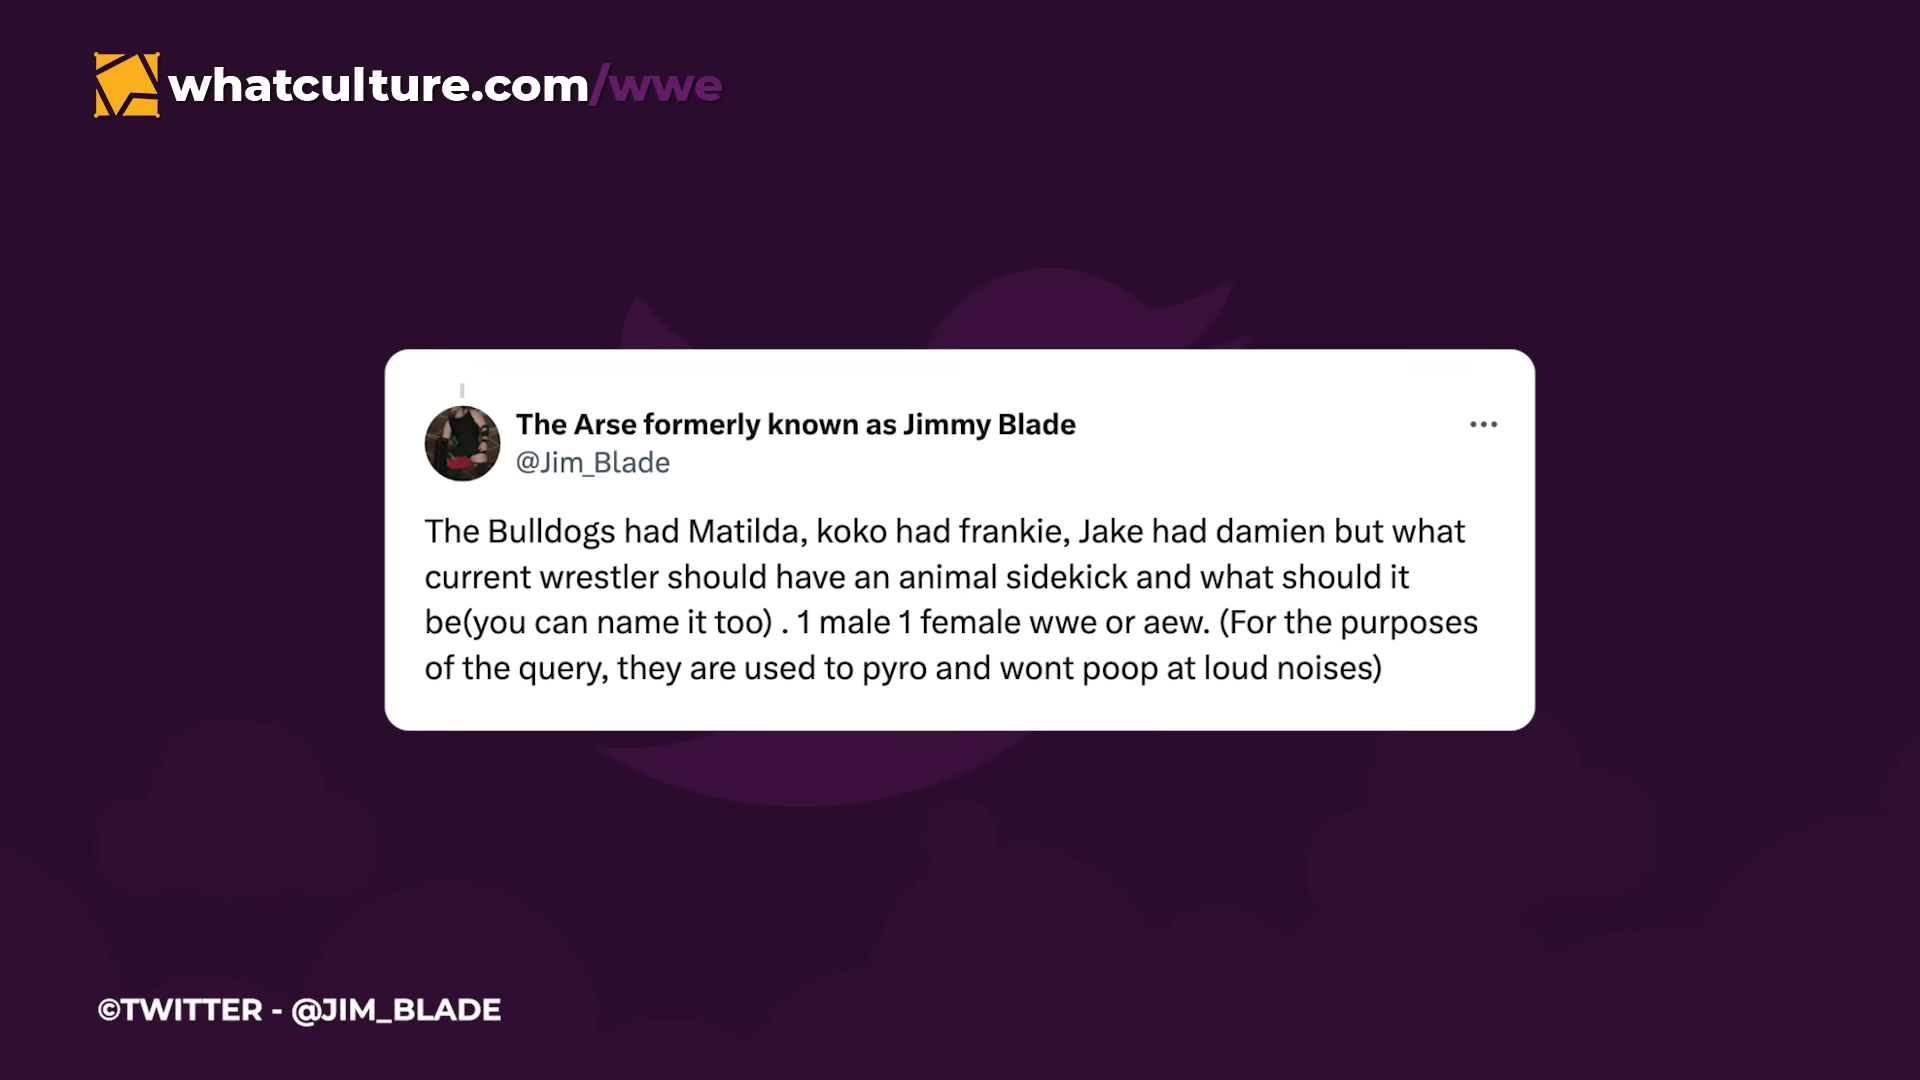 whatculture.com/wwe
The Arse formerly known as Jimmy Blade
@Jim_Blade
The Bulldogs had Matilda, koko had frankie, Jake had damien but what
current wrestler should have an animal sidekick and what should it
be(you can name it too) . 1 male 1 female wwe or aew. (For the purposes
of the query, they are used to pyro and wont poop at loud noises)
©TWITTER - @JIM_BLADE